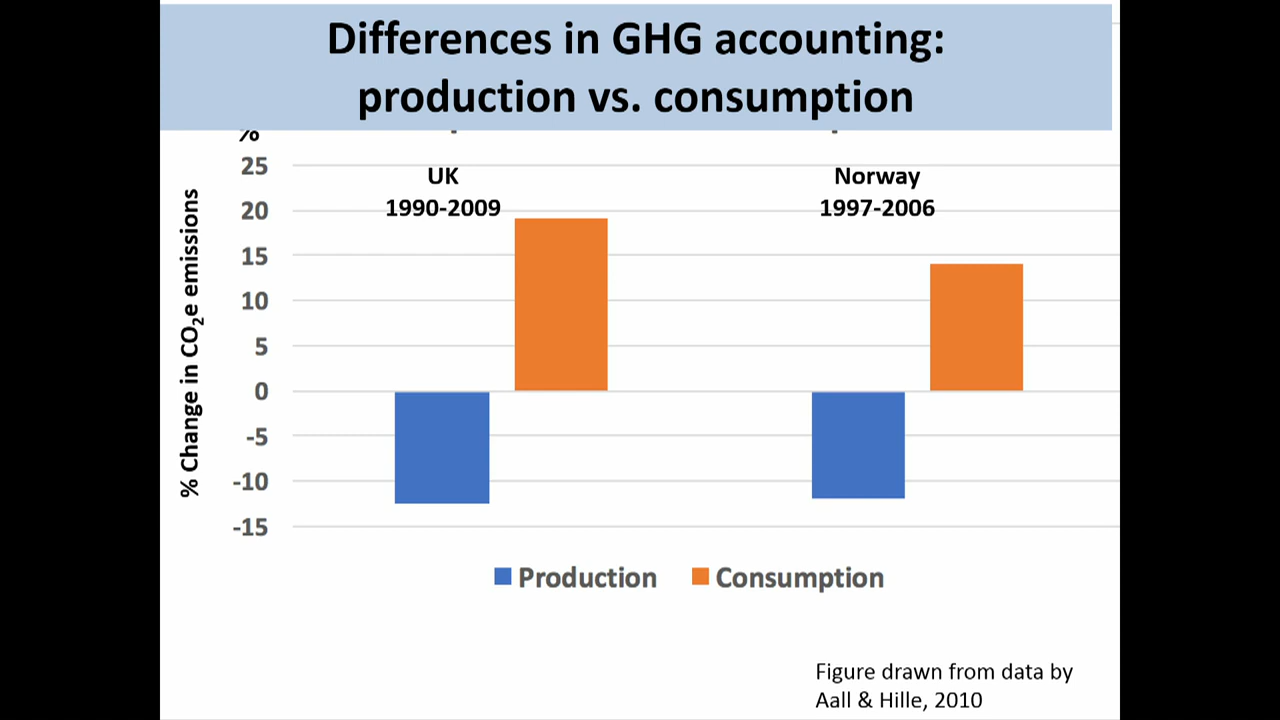 Differences in GHG accounting:
production vs. consumption
%
UK
1990-2009
Norway
1997-2006
% Change in CO₂e emissions
25
20
15
10
5
0
-5
-10
-15
Production
Consumption
Figure drawn from data by
Aall & Hille, 2010